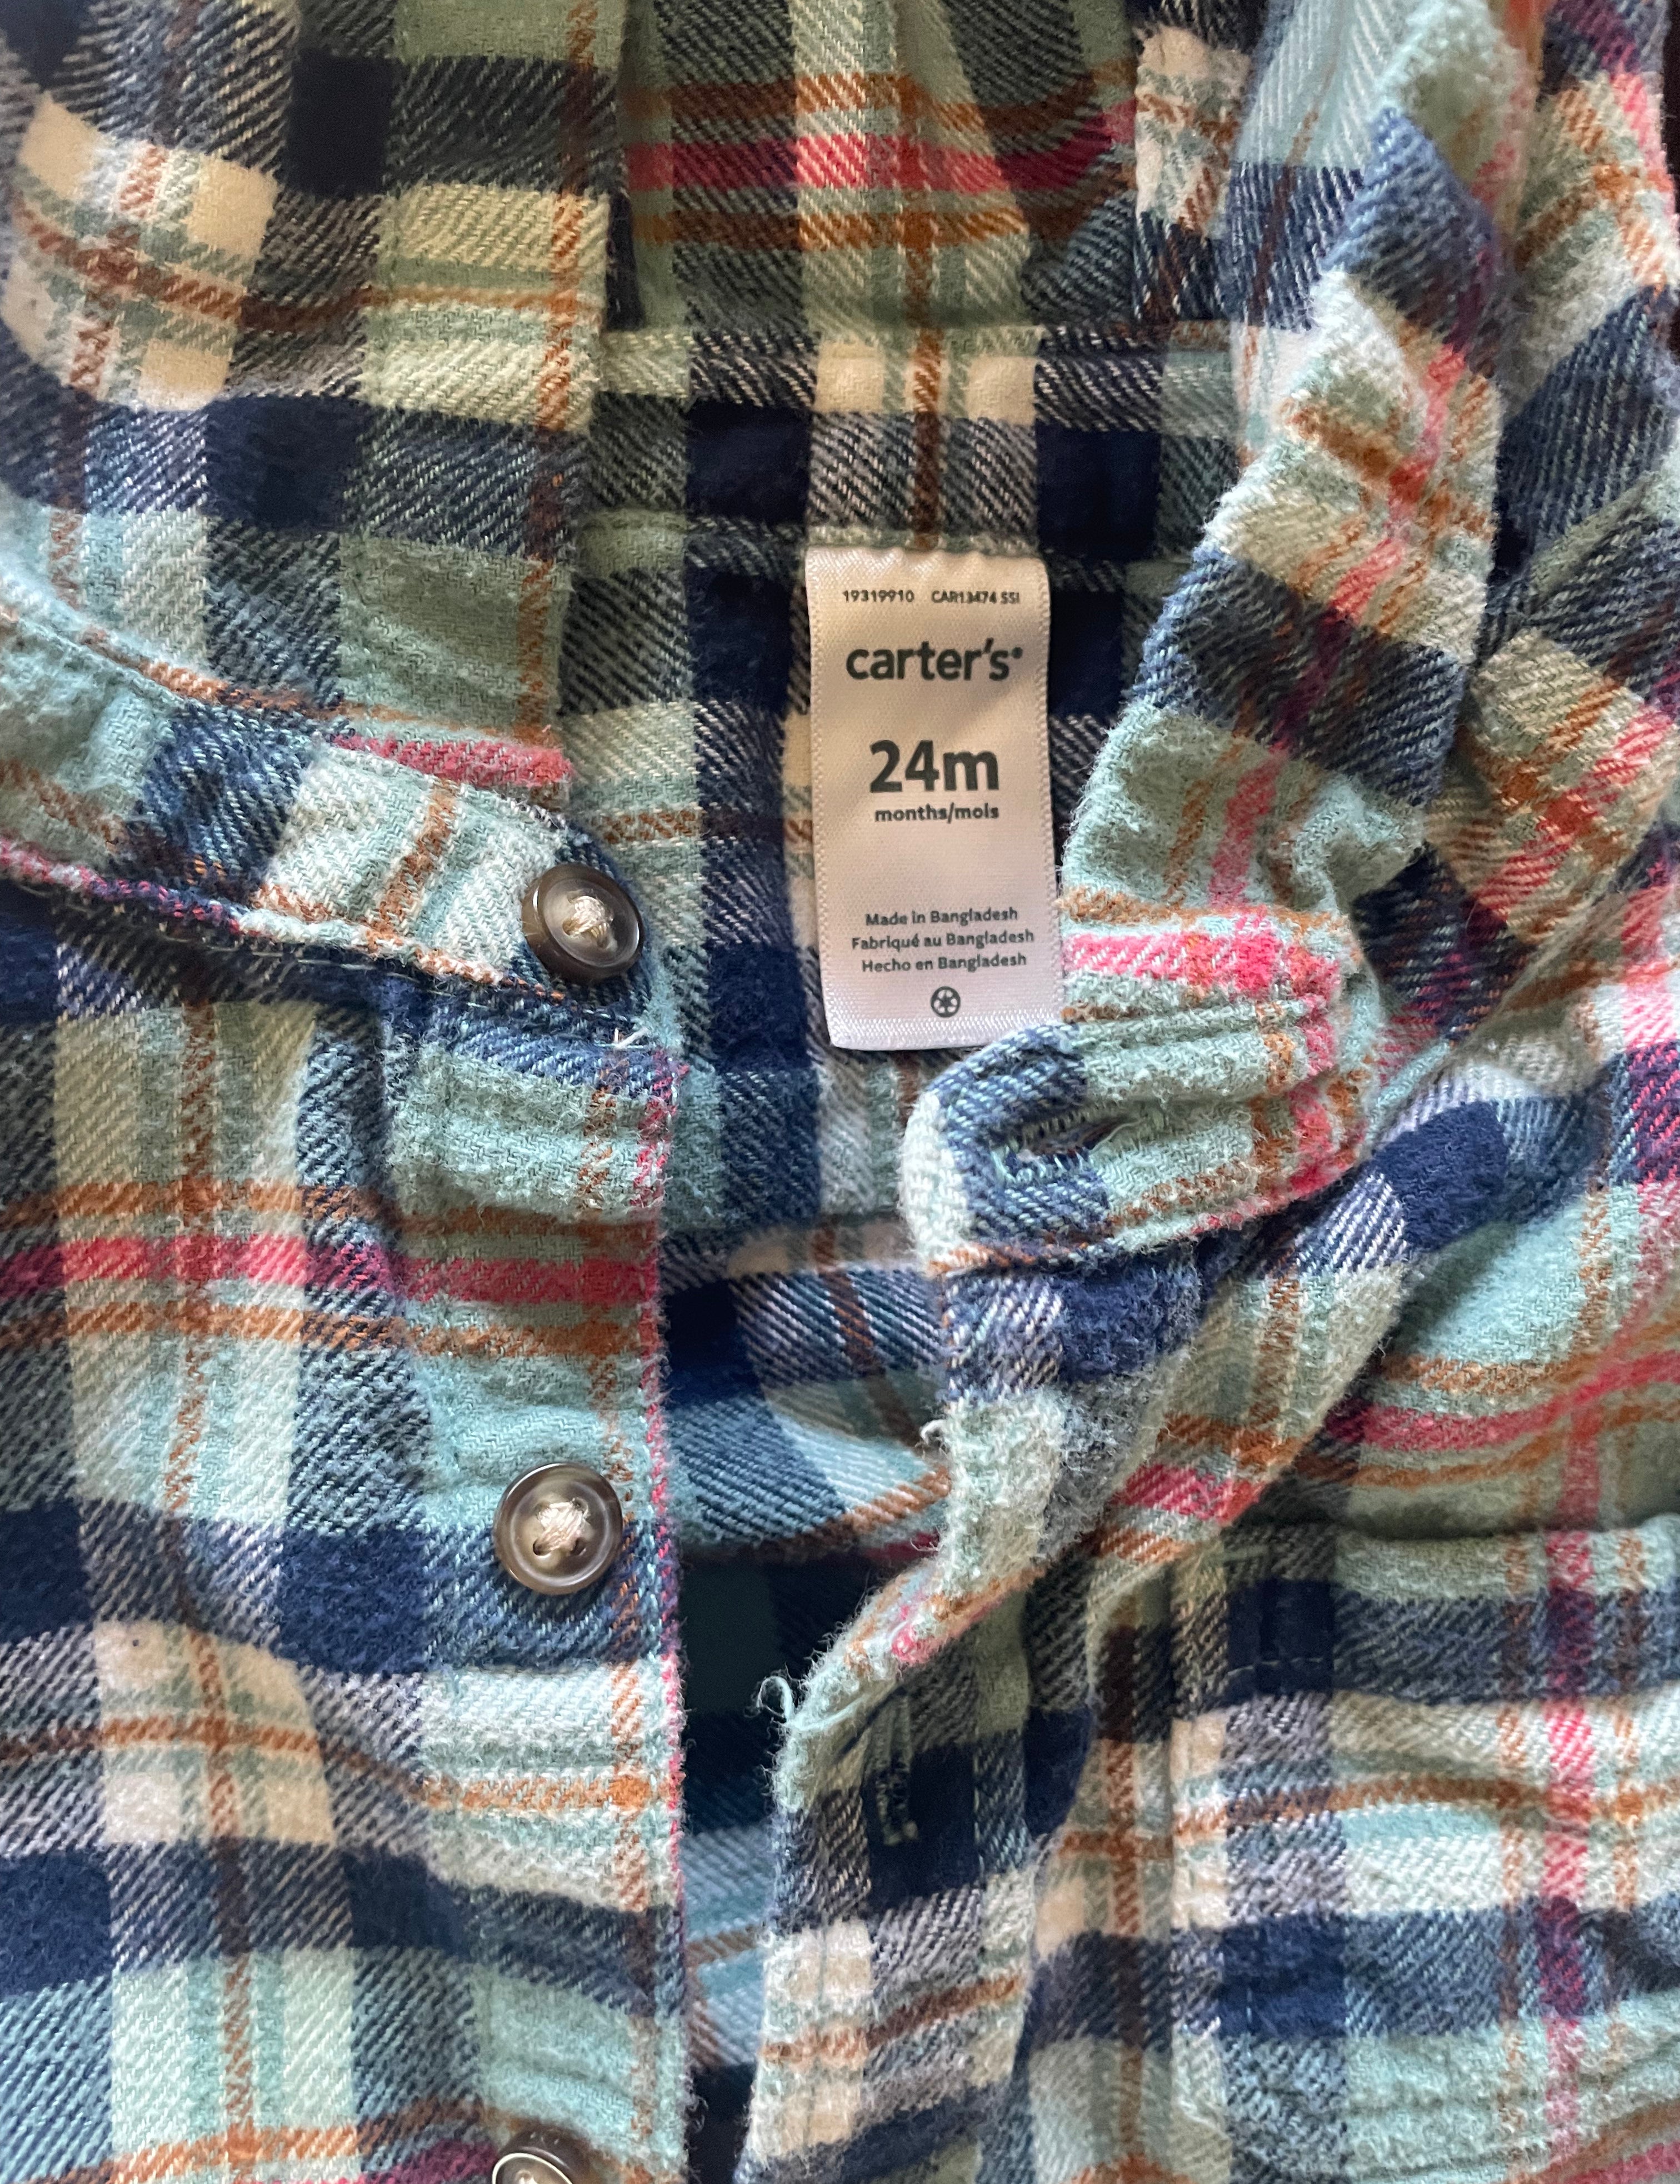 19319910 CAR13474 SSI
carter's
24m
months/mois
Made in Bangladesh
Fabriqué au Bangladesh
Hecho en Bangladesh